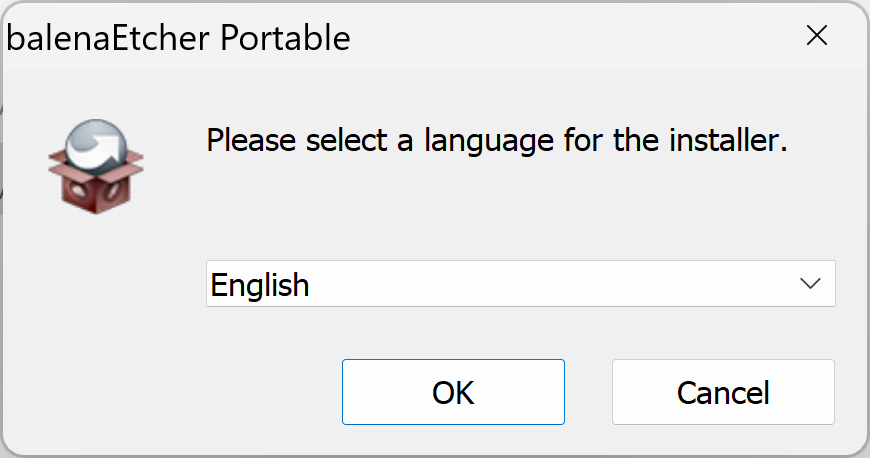 balenaEtcher Portable
Please select a language for the installer.
English
OK
Cancel